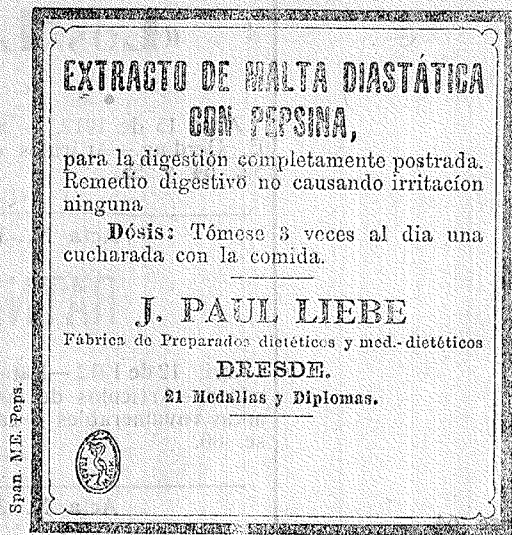 EXTRACTO DE MALTA DIASTÁTICA
CON PEPSINA,
para la digestión completamente postrada.
Remedio digestivo no causando irritacíon
ninguna
Dósis: Tómese 3 veces al dia una
cucharada con la comida.
J. PAUL LIEBE
Fábrica de Preparados dietéticos y med.-dietéticos
DRESDE.
21 Medallas y Diplomas.
Span. ME. Peps.